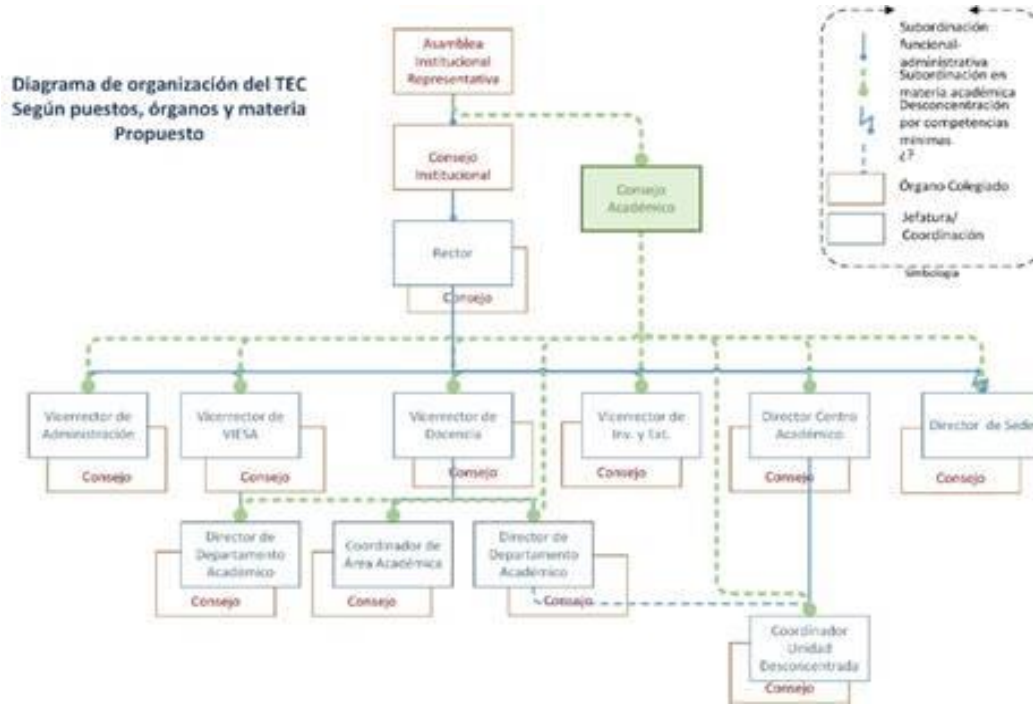 Diagrama de organización del TEC
Según puestos, órganos y materia
Propuesto
Asamblea
Institucional
Representativa
Consejo
Institucional
Consejo
Académico
Rector
Consejo
Subordinación
funcional-
administrativa
Subordinación en
materia académica
Desconcentración
por competencias
mínimas
¿?
Órgano Colegiado
Jefatura/
Coordinación
Simbología
Vicerrector de
Administración
Consejo
Vicerrector de
VIESA
Consejo
Vicerrector de
Docencia
Consejo
Vicerrector de
Inv. y Ext.
Consejo
Director Centro
Académico
Consejo
Director de Sede
Consejo
Director de
Departamento
Académico
Consejo
Coordinador de
Área Académica
Consejo
Director de
Departamento
Académico
Consejo
Coordinador
Unidad
Desconcentrada
Consejo